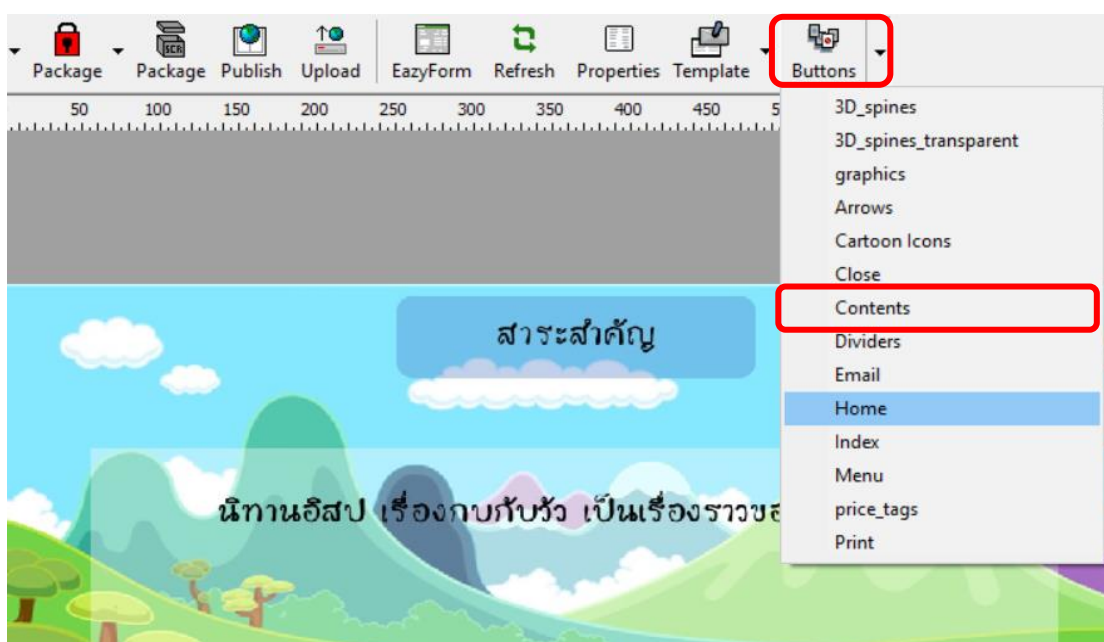 Package Package Publish Upload EazyForm Refresh Properties Template Buttons
50 100 150 200 250 300 350 400 450 5
3D_spines
3D_spines_transparent
graphics
Arrows
Cartoon Icons
Close
Contents
Dividers
Email
Home
Index
Menu
price_tags
Print
SCR
สาระสำคัญ
นิทานอิสป เรื่องกบกับวัว เป็นเรื่องราวขอ